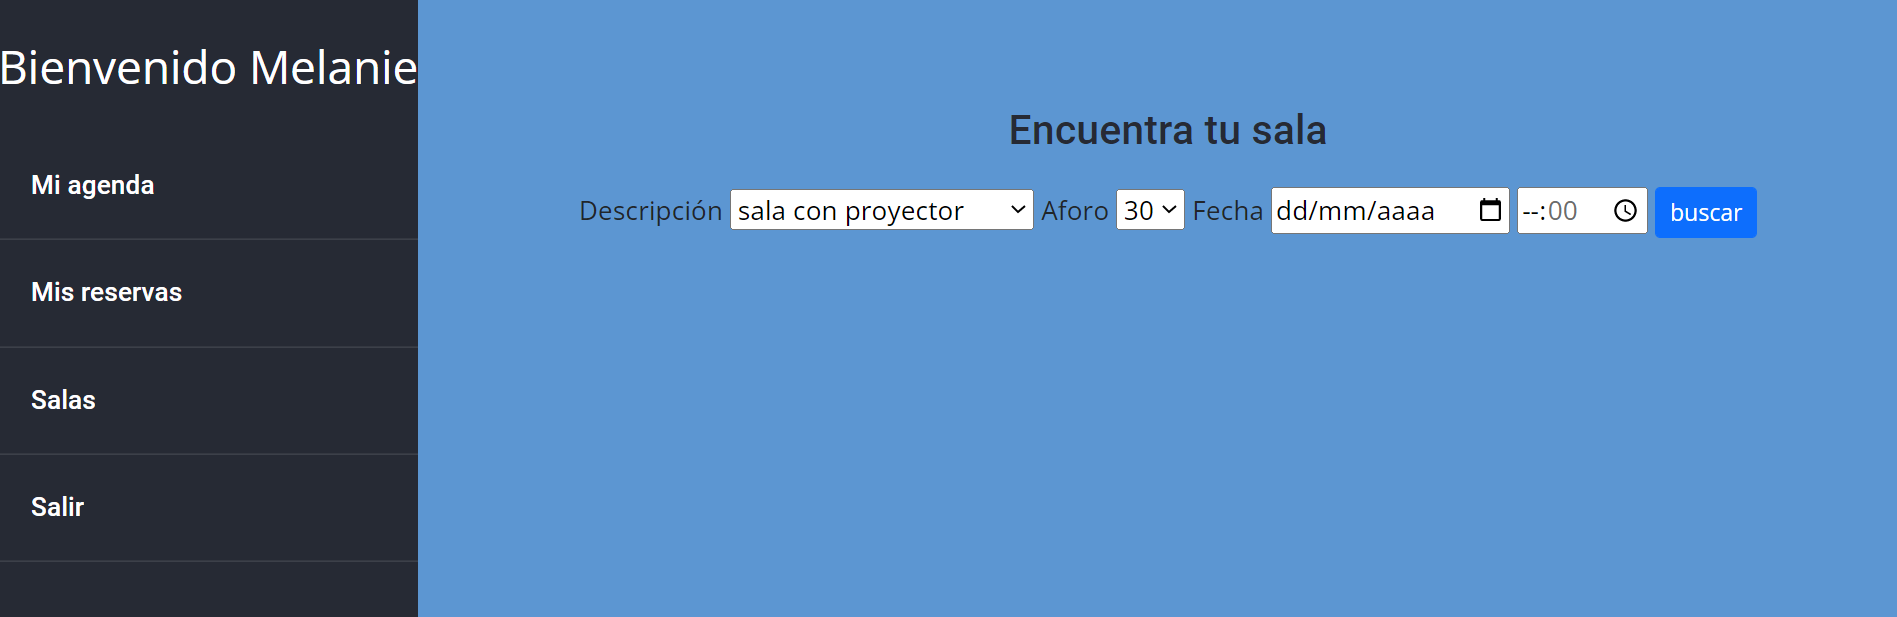 Bienvenido Melanie
Mi agenda
Mis reservas
Salas
Salir
Encuentra tu sala
Descripción sala con proyector Aforo 30 Fecha dd/mm/aaaa --:00 buscar